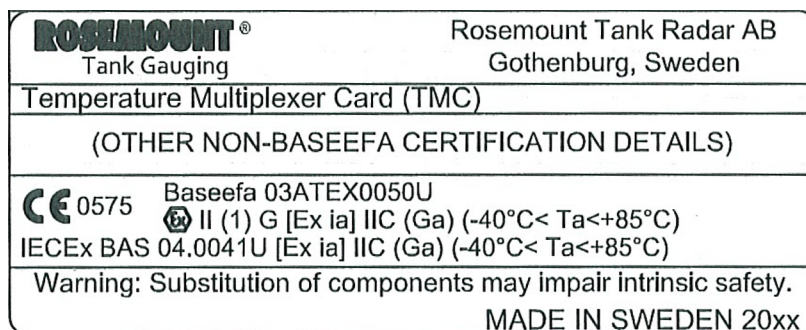 ROSEMOUNT ®
Tank Gauging
Rosemount Tank Radar AB
Gothenburg, Sweden
Temperature Multiplexer Card (TMC)
(OTHER NON-BASEEFA CERTIFICATION DETAILS)
CE 0575
Baseefa 03ATEX0050U
Ex II (1) G [Ex ia] IIC (Ga) (-40°C< Ta<+85°C)
IECEx BAS 04.0041U [Ex ia] IIC (Ga) (-40°C< Ta<+85°C)
Warning: Substitution of components may impair intrinsic safety.
MADE IN SWEDEN 20xx